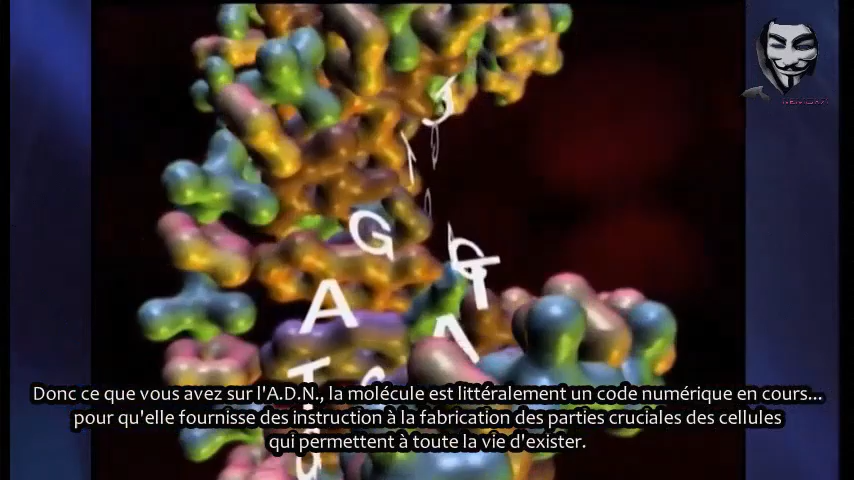 G
G
T
A
A
T
Donc ce que vous avez sur l'A.D.N., la molécule est littéralement un code numérique en cours...
pour qu'elle fournisse des instruction à la fabrication des parties cruciales des cellules
qui permettent à toute la vie d'exister.